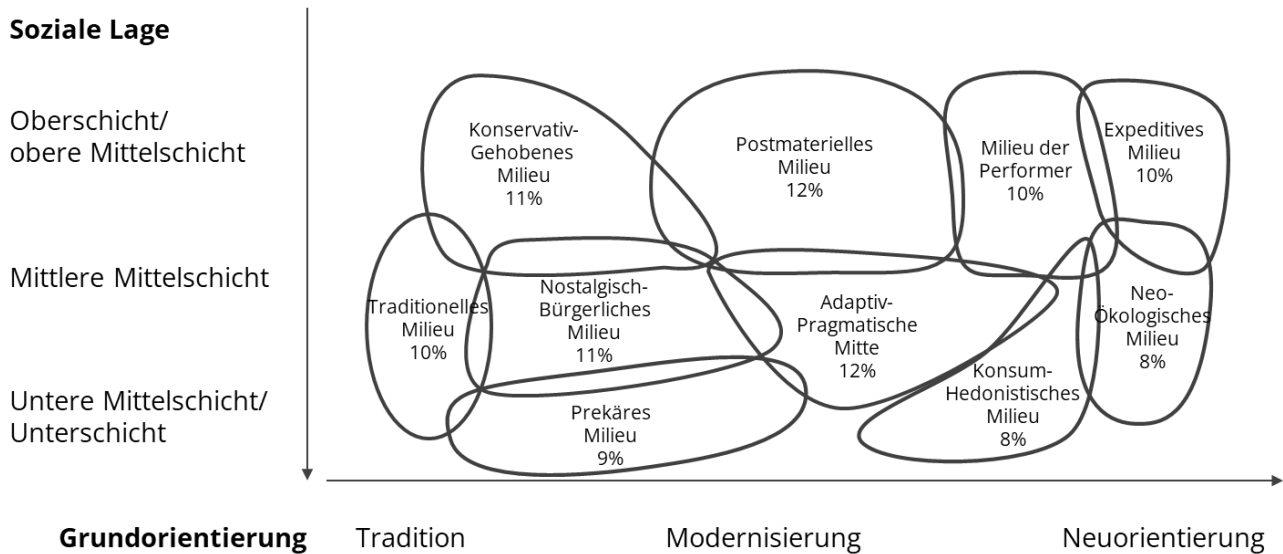 Soziale Lage
Oberschicht/
obere Mittelschicht
Mittlere Mittelschicht
Untere Mittelschicht/
Unterschicht
Konservativ-
Gehobenes
Milieu
11%
Postmaterielles
Milieu
12%
Milieu der
Performer
10%
Expeditives
Milieu
10%
Traditionelles
Milieu
10%
Nostalgisch-
Bürgerliches
Milieu
11%
Adaptiv-
Pragmatische
Mitte
12%
Neo-
Ökologisches
Milieu
8%
Prekäres
Milieu
9%
Konsum-
Hedonistisches
Milieu
8%
Grundorientierung
Tradition
Modernisierung
Neuorientierung